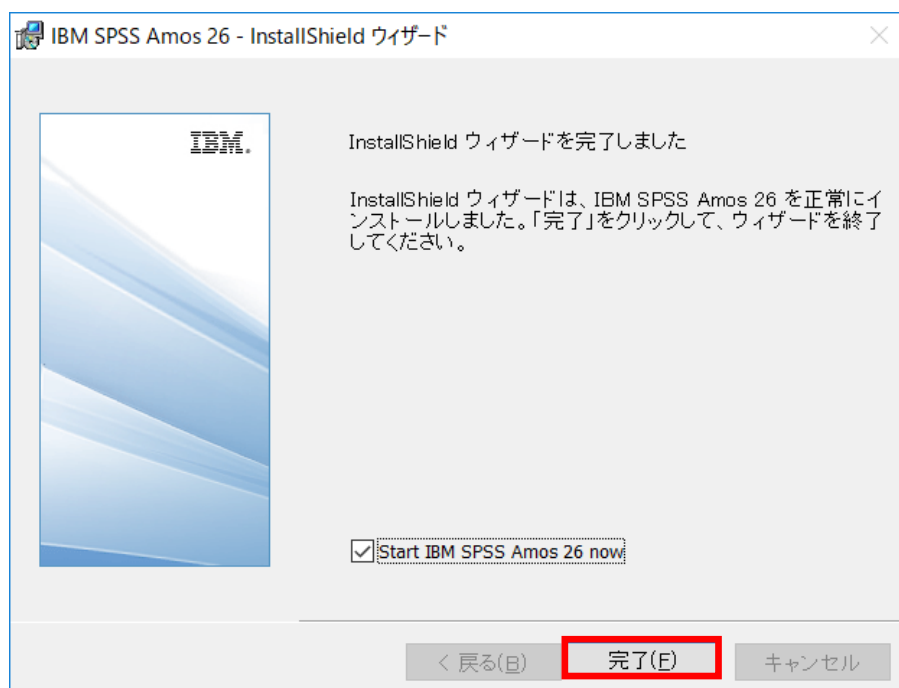 IBM SPSS Amos 26 - InstallShield ウィザード
IBM.
InstallShield ウィザードを完了しました
InstallShield ウィザードは、IBM SPSS Amos 26 を正常にイ
ンストールしました。「完了」をクリックして、ウィザードを終了
してください。
Start IBM SPSS Amos 26 now
< 戻る(B)
完了(F)
キャンセル